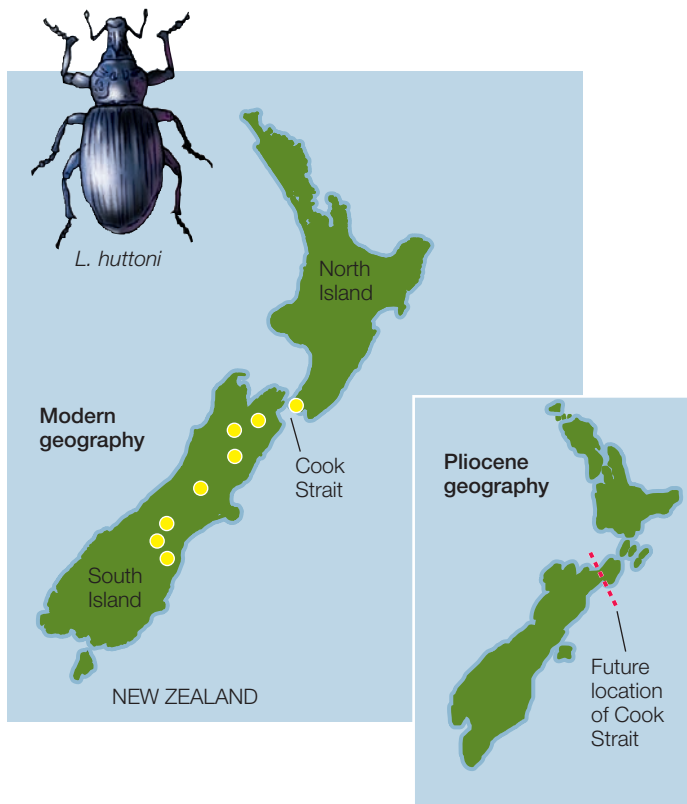 L. huttoni
North
Island
Modern
geography
Cook
Strait
South
Island
NEW ZEALAND
Pliocene
geography
Future
location
of Cook
Strait